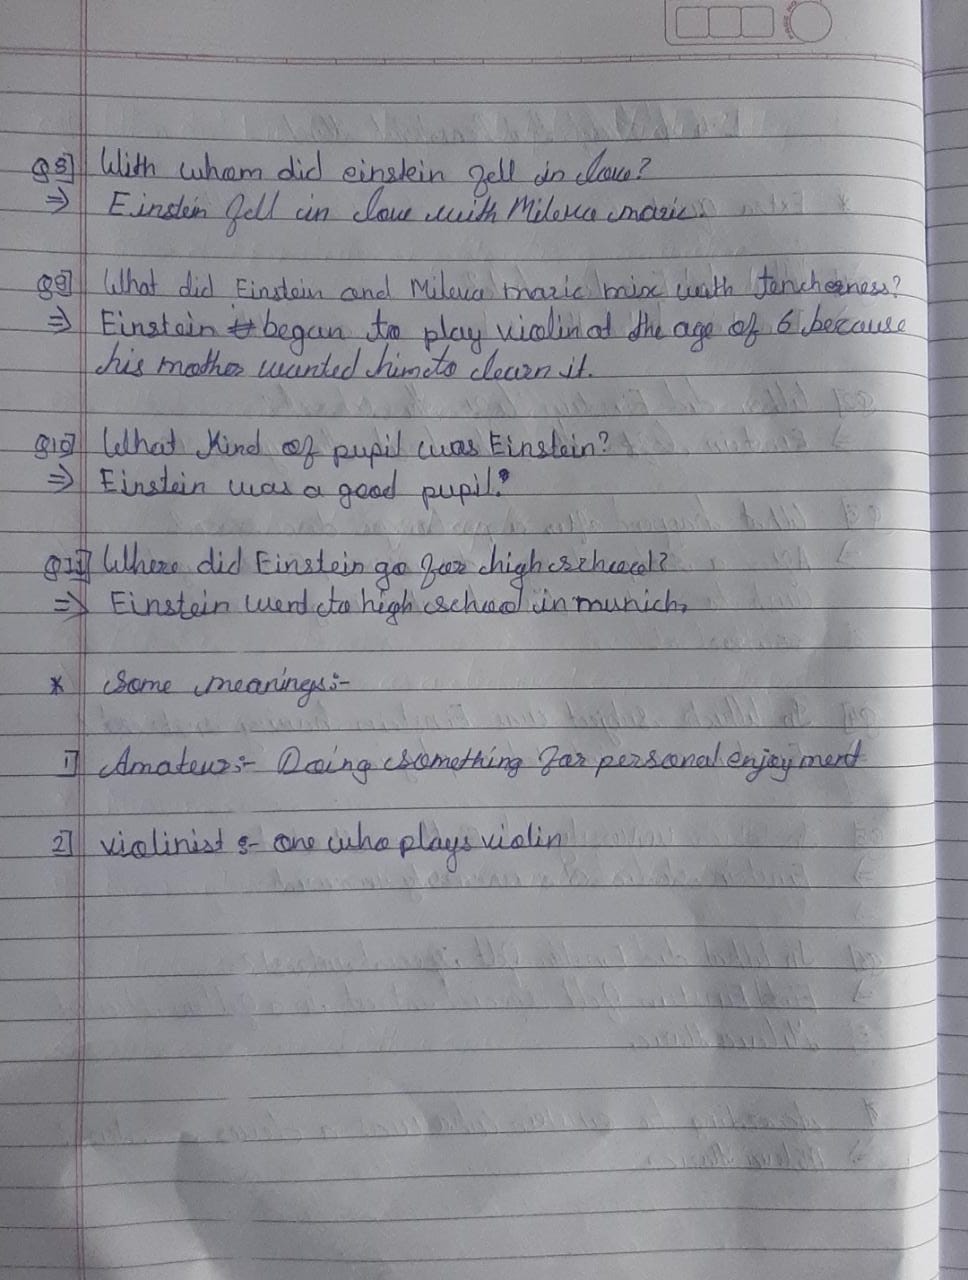 Q8] With whom did einstein fell in love?
⇒ Einstein fell in love with Mileva maric.
Q9] What did Einstein and Mileva maric mix with
⇒ Einstein began to play violin at the age of 6 because
his mother wanted him to learn it.
Q10] What Kind of pupil was Einstein?
⇒ Einstein was a good pupil.
Q11] Where did Einstein go for high school?
⇒ Einstein went to high school in munich.
* Some meanings:-
1] Amateur:- Doing something for personal enjoyment
2] violinist :- one who plays violin